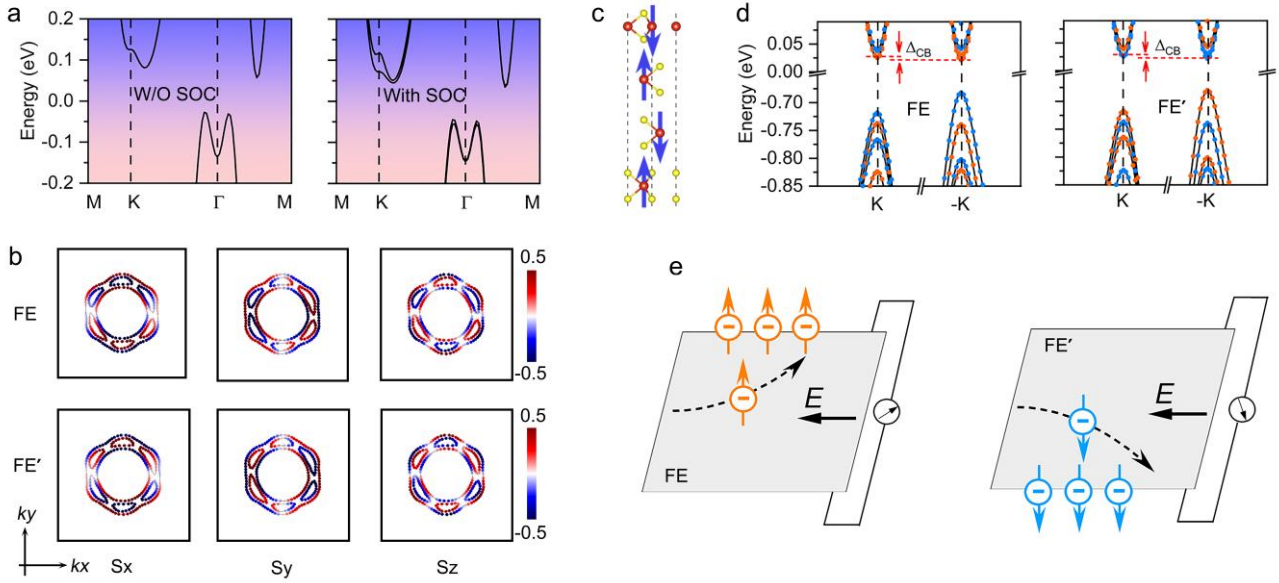 a
0.2
0.1
0.0
-0.1
-0.2
Energy (eV)
W/O SOC
With SOC
M K Γ M
M K Γ M
b
FE
FE′
0.5
-0.5
0.5
-0.5
ky
kx
Sx
Sy
Sz
c
d
Energy (eV)
0.05
0.00
-0.70
-0.75
-0.80
-0.85
ΔCB
FE
K
-K
ΔCB
FE′
K
-K
e
E
FE
FE′
E